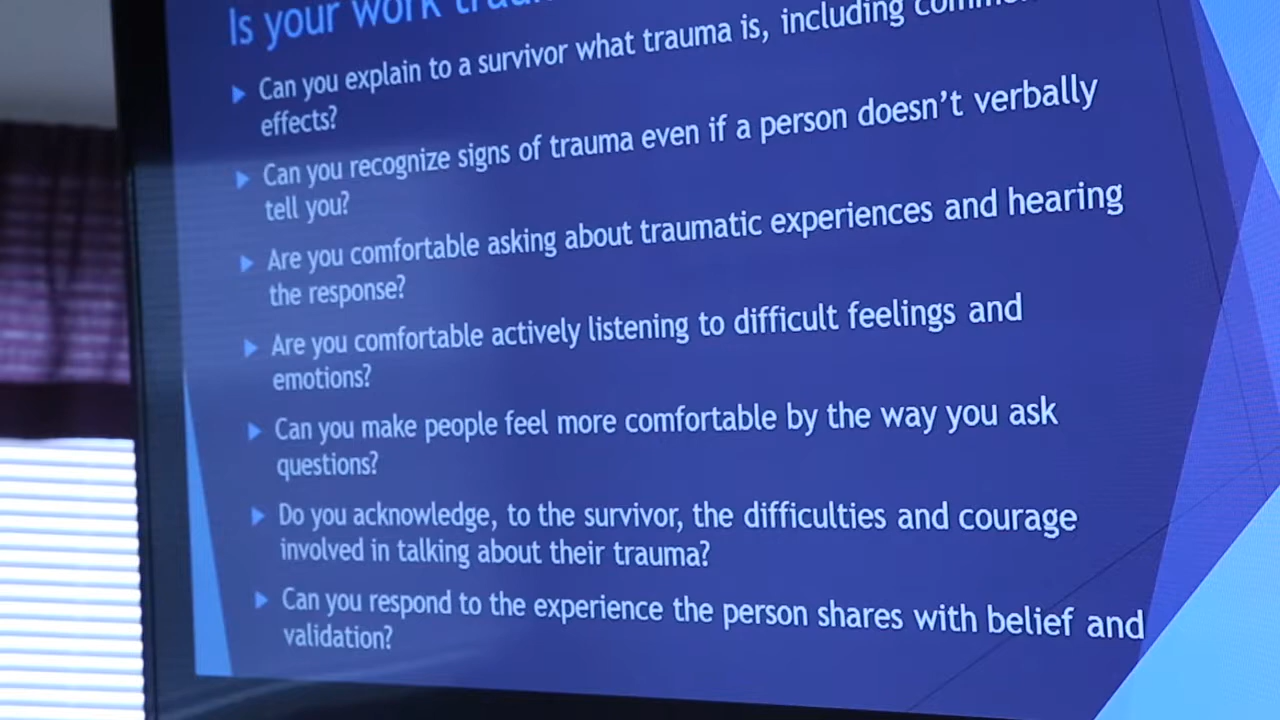 Is your work
Can you explain to a survivor what trauma is, including
effects?
Can you recognize signs of trauma even if a person doesn't verbally
tell you?
Are you comfortable asking about traumatic experiences and hearing
the response?
Are you comfortable actively listening to difficult feelings and
emotions?
Can you make people feel more comfortable by the way you ask
questions?
Do you acknowledge, to the survivor, the difficulties and courage
involved in talking about their trauma?
Can you respond to the experience the person shares with belief and
validation?